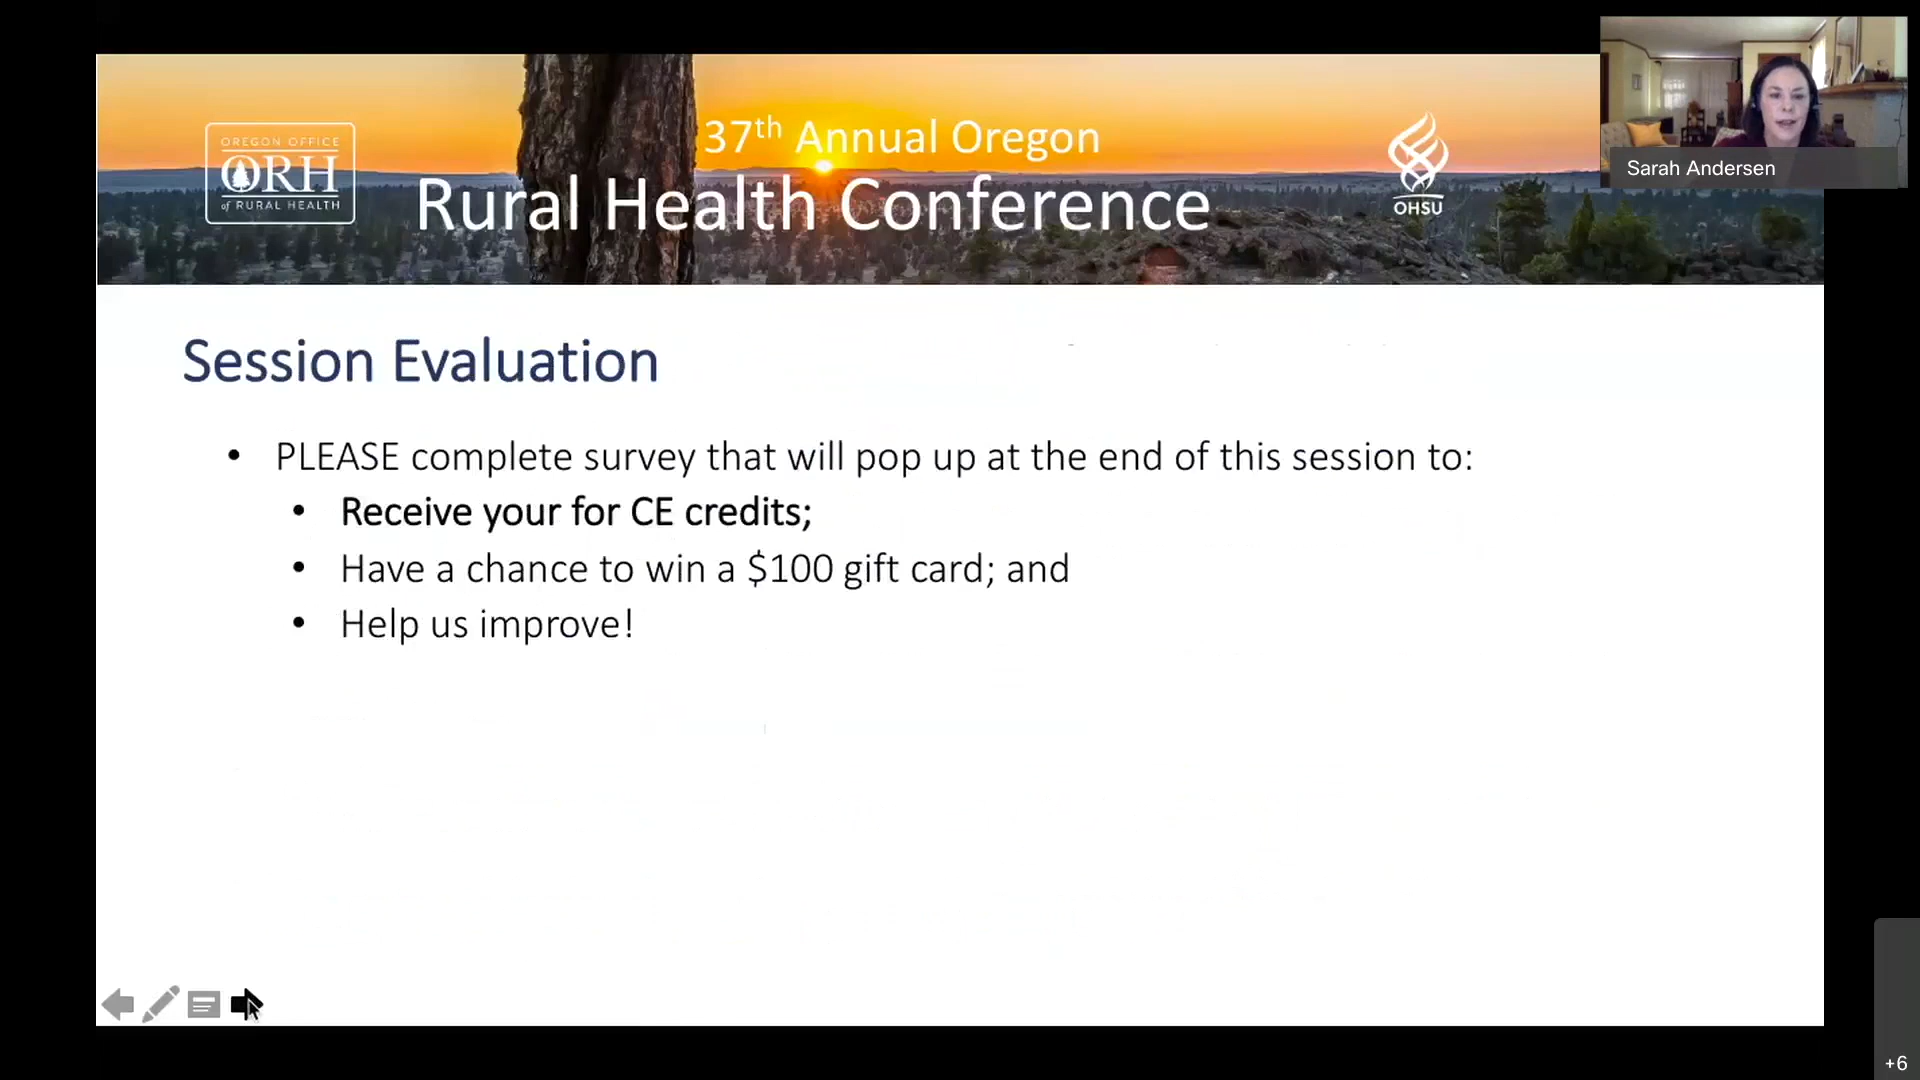 OREGON OFFICE
ORH
of RURAL HEALTH
37th Annual Oregon
Rural Health Conference
OHSU
Sarah Andersen
Session Evaluation
• PLEASE complete survey that will pop up at the end of this session to:
• Receive your for CE credits;
• Have a chance to win a $100 gift card; and
• Help us improve!
+6